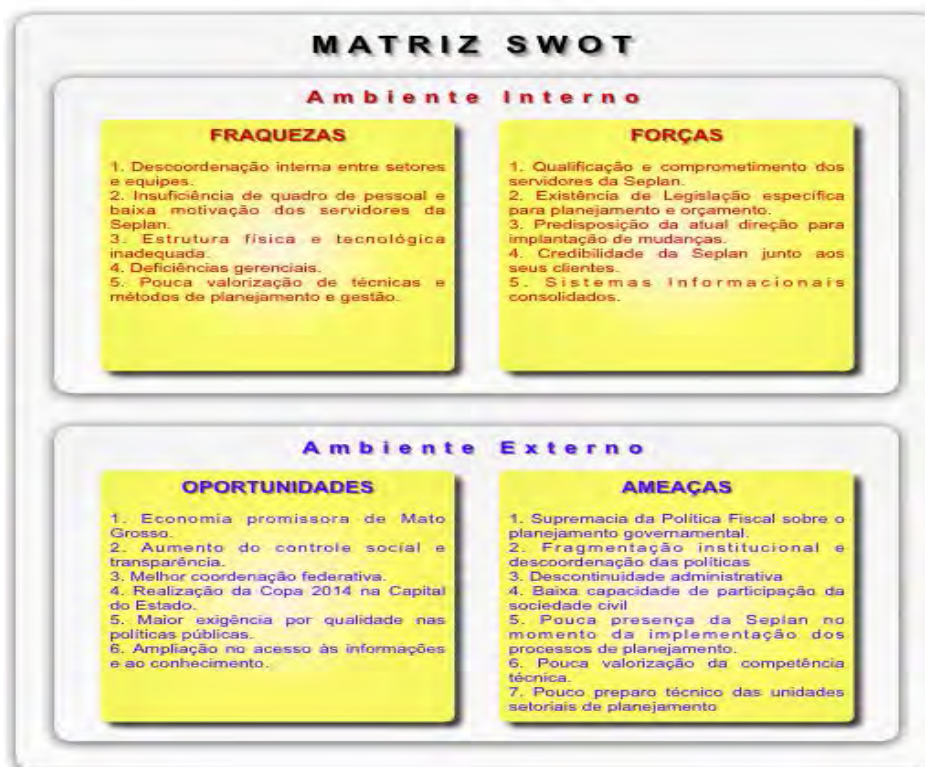 MATRIZ SWOT
Ambiente Interno
FRAQUEZAS
1. Descoordenação interna entre setores
e equipes.
2. Insuficiência de quadro de pessoal e
baixa motivação dos servidores da
Seplan.
3. Estrutura física e tecnológica
inadequada.
4. Deficiências gerenciais.
5. Pouca valorização de técnicas e
métodos de planejamento e gestão.
FORÇAS
1. Qualificação e comprometimento dos
servidores da Seplan.
2. Existência de Legislação específica
para planejamento e orçamento.
3. Predisposição da atual direção para
implantação de mudanças.
4. Credibilidade da Seplan junto aos
seus clientes.
5. Sistemas Informacionais
consolidados.
Ambiente Externo
OPORTUNIDADES
1. Economia promissora de Mato
Grosso.
2. Aumento do controle social e
transparência.
3. Melhor coordenação federativa.
4. Realização da Copa 2014 na Capital
do Estado.
5. Maior exigência por qualidade nas
políticas públicas.
6. Ampliação no acesso às informações
e ao conhecimento.
AMEAÇAS
1. Supremacia da Política Fiscal sobre o
planejamento governamental.
2. Fragmentação institucional e
descoordenação das políticas
3. Descontinuidade administrativa
4. Baixa capacidade de participação da
sociedade civil
5. Pouca presença da Seplan no
momento da implementação dos
processos de planejamento.
6. Pouca valorização da competência
técnica.
7. Pouco preparo técnico das unidades
setoriais de planejamento